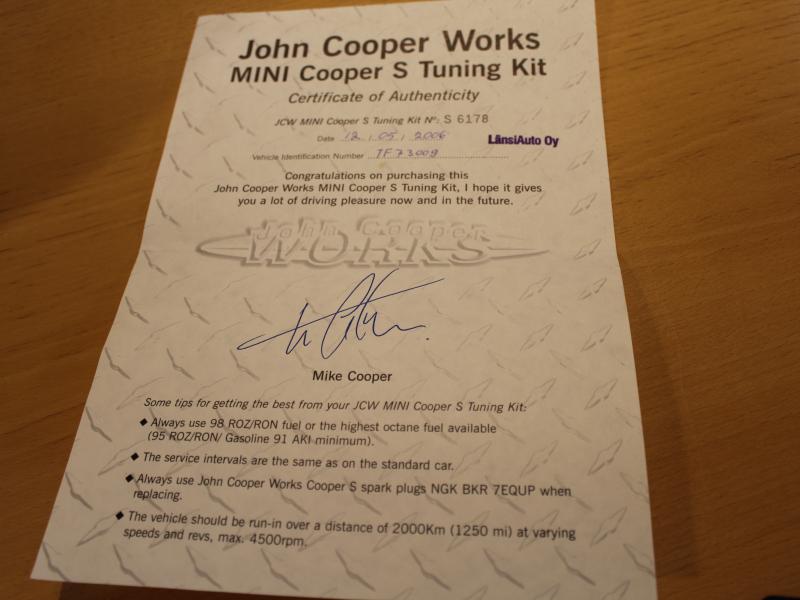 John Cooper Works
MINI Cooper S Tuning Kit
Certificate of Authenticity
JCW MINI Cooper S Tuning Kit Nº: S 6178
Date 12.05.2006
LänsiAuto Oy
Vehicle Identification Number TF73009
Congratulations on purchasing this
John Cooper Works MINI Cooper S Tuning Kit, I hope it gives
you a lot of driving pleasure now and in the future.
John Cooper
WORKS
Mike Cooper
Some tips for getting the best from your JCW MINI Cooper S Tuning Kit:
◆ Always use 98 ROZ/RON fuel or the highest octane fuel available
(95 ROZ/RON/ Gasoline 91 AKI minimum).
◆ The service intervals are the same as on the standard car.
◆ Always use John Cooper Works Cooper S spark plugs NGK BKR 7EQUP when
replacing.
◆ The vehicle should be run-in over a distance of 2000Km (1250 mi) at varying
speeds and revs, max. 4500rpm.